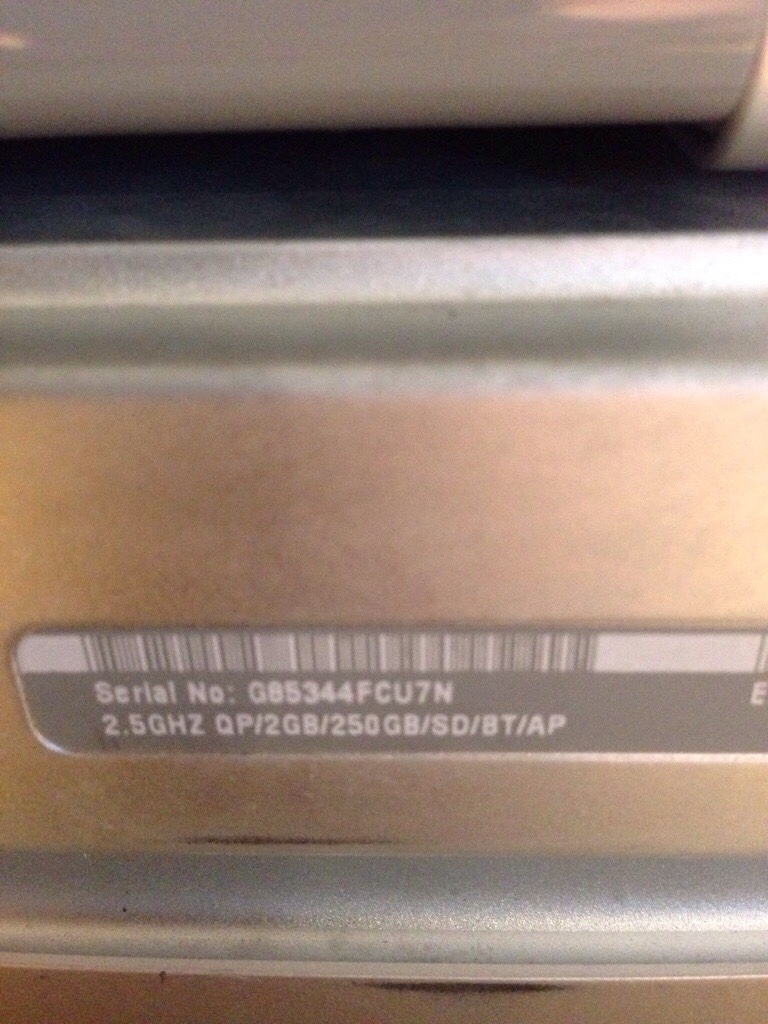 Serial No: G85344FCU7N
E
2.5GHZ QP/2GB/250GB/SD/BT/AP